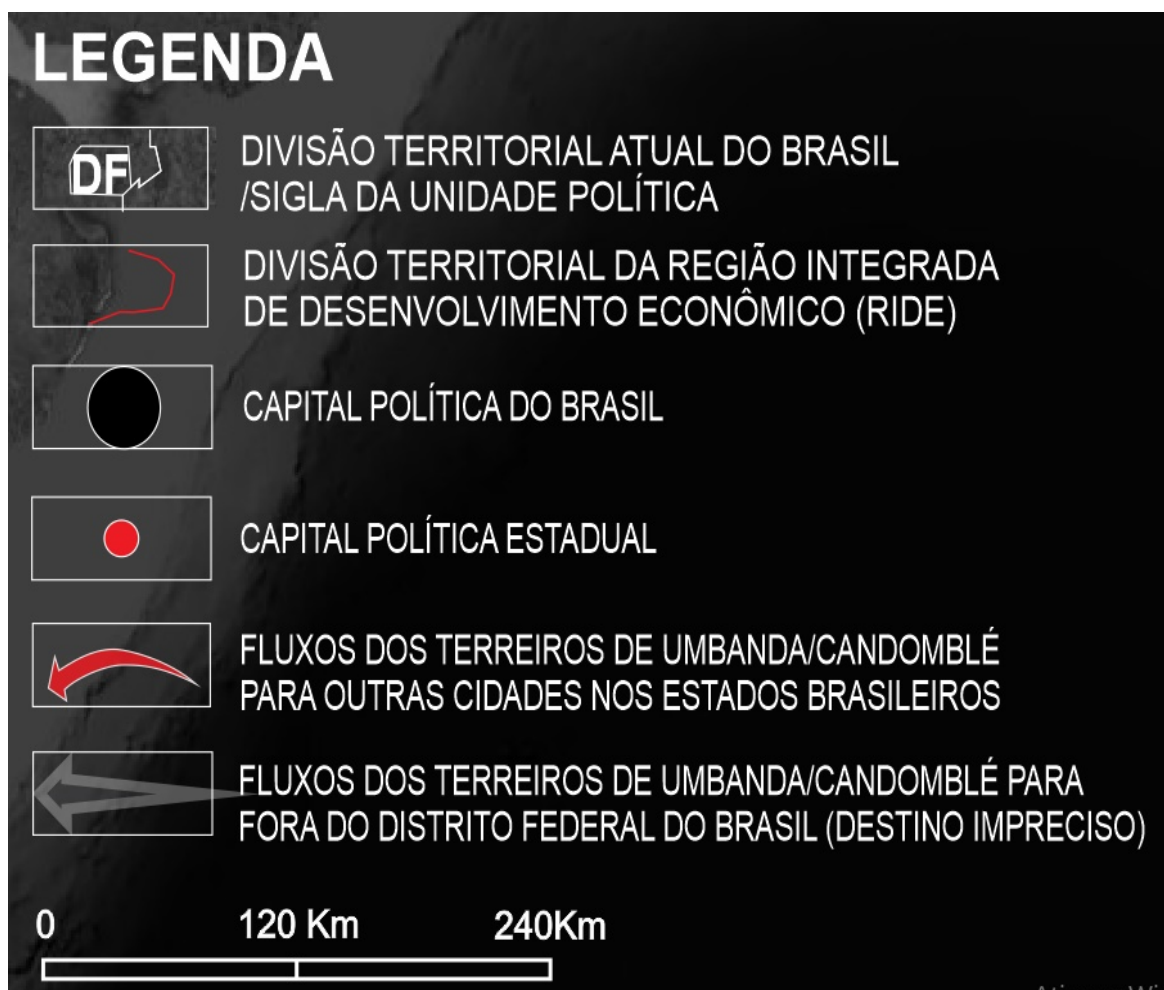 LEGENDA
DF
DIVISÃO TERRITORIAL ATUAL DO BRASIL
/SIGLA DA UNIDADE POLÍTICA
DIVISÃO TERRITORIAL DA REGIÃO INTEGRADA
DE DESENVOLVIMENTO ECONÔMICO (RIDE)
CAPITAL POLÍTICA DO BRASIL
CAPITAL POLÍTICA ESTADUAL
FLUXOS DOS TERREIROS DE UMBANDA/CANDOMBLÉ
PARA OUTRAS CIDADES NOS ESTADOS BRASILEIROS
FLUXOS DOS TERREIROS DE UMBANDA/CANDOMBLÉ PARA
FORA DO DISTRITO FEDERAL DO BRASIL (DESTINO IMPRECISO)
0 120 Km 240Km